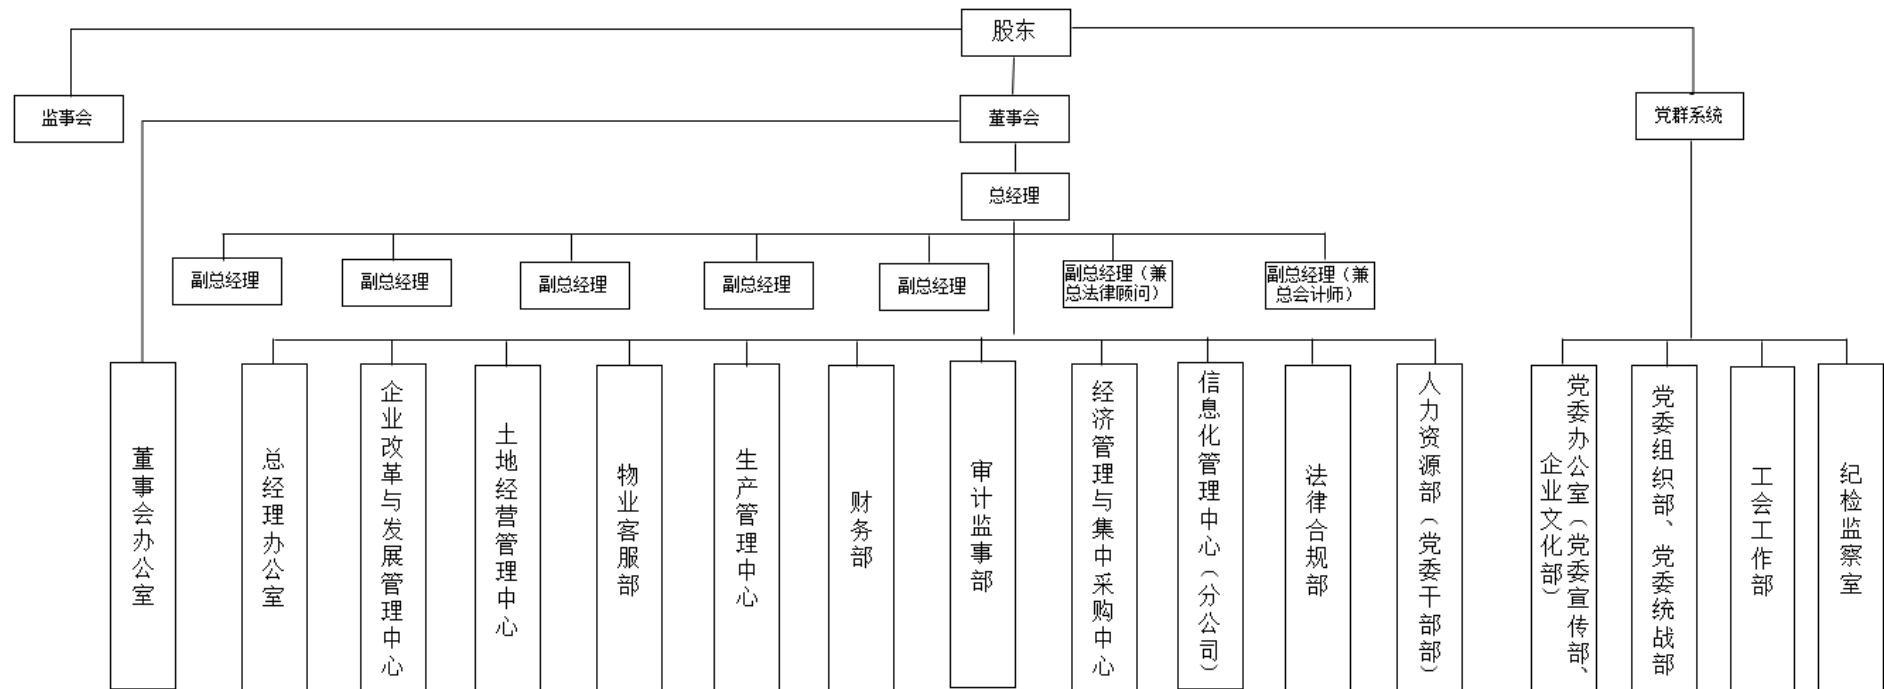 股东
监事会
董事会
党群系统
总经理
副总经理
副总经理
副总经理
副总经理
副总经理
副总经理（兼
总法律顾问）
副总经理（兼
总会计师）
董事会办公室
总经理办公室
企业改革与发展管理中心
土地经营管理中心
物业客服部
生产管理中心
财务部
审计监事部
经济管理与集中采购中心
信息化管理中心（分公司）
法律合规部
人力资源部（党委干部部）
党委办公室（党委宣传部、
企业文化部）
党委组织部、党委统战部
工会工作部
纪检监察室